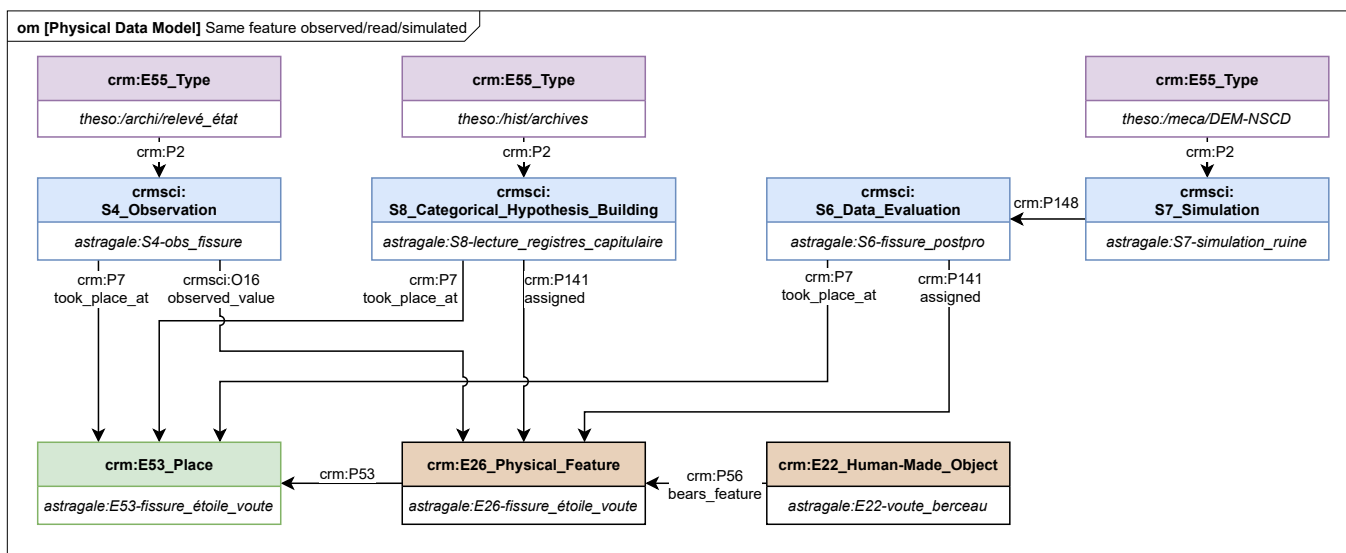 om [Physical Data Model] Same feature observed/read/simulated
crm:E55_Type
theso:/archi/relevé_état
crm:E55_Type
theso:/hist/archives
crm:E55_Type
theso:/meca/DEM-NSCD
crm:P2
crm:P2
crm:P2
crmsci:
S4_Observation
astragale:S4-obs_fissure
crmsci:
S8_Categorical_Hypothesis_Building
astragale:S8-lecture_registres_capitulaire
crmsci:
S6_Data_Evaluation
astragale:S6-fissure_postpro
crm:P148
crmsci:
S7_Simulation
astragale:S7-simulation_ruine
crm:P7
took_place_at
crmsci:O16
observed_value
crm:P7
took_place_at
crm:P141
assigned
crm:P7
took_place_at
crm:P141
assigned
crm:E53_Place
astragale:E53-fissure_étoile_voute
crm:P53
crm:E26_Physical_Feature
astragale:E26-fissure_étoile_voute
crm:P56
bears_feature
crm:E22_Human-Made_Object
astragale:E22-voute_berceau